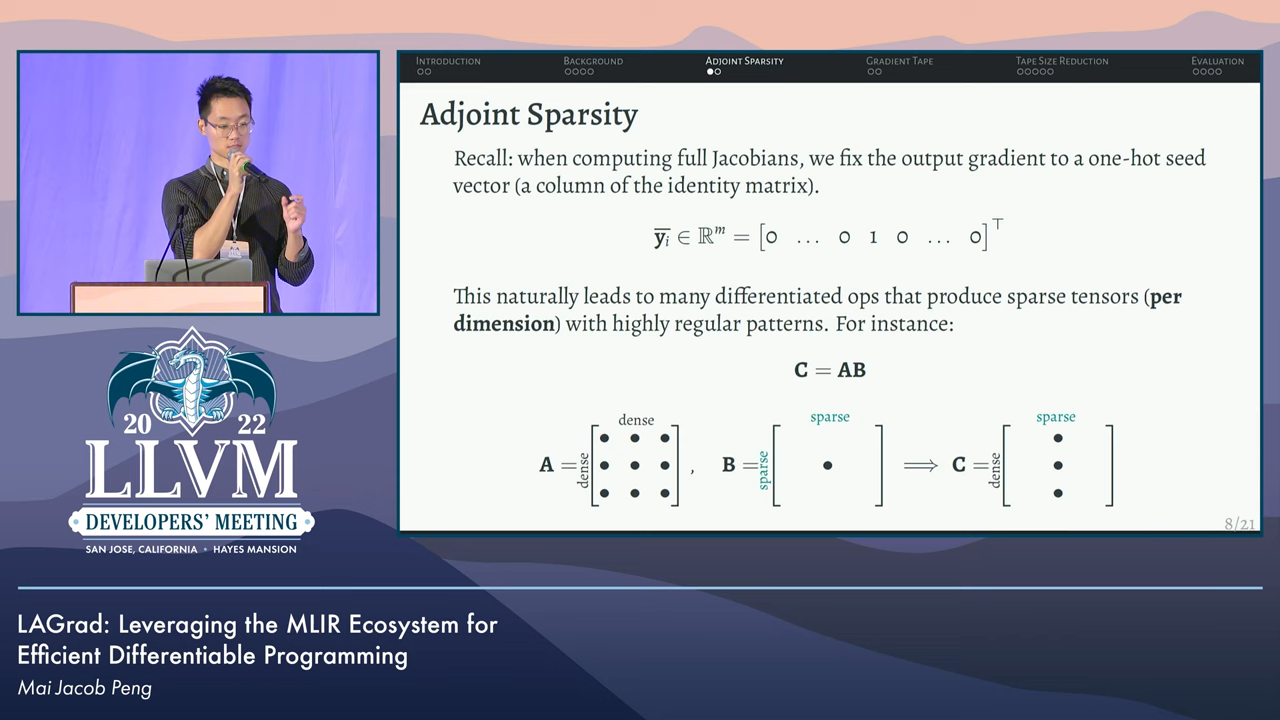 INTRODUCTION
BACKGROUND
ADJOINT SPARSITY
GRADIENT TAPE
TAPE SIZE REDUCTION
EVALUATION
Adjoint Sparsity
Recall: when computing full Jacobians, we fix the output gradient to a one-hot seed
vector (a column of the identity matrix).
y̅ᵢ ∈ ℝᵐ = [0 … 0 1 0 … 0]⊤
This naturally leads to many differentiated ops that produce sparse tensors (per
dimension) with highly regular patterns. For instance:
C = AB
dense sparse sparse
A = dense [ ] , B = sparse [ ] ⟹ C = dense [ ]
8/21
20 22
LLVM
DEVELOPERS' MEETING
SAN JOSE, CALIFORNIA • HAYES MANSION
LAGrad: Leveraging the MLIR Ecosystem for
Efficient Differentiable Programming
Mai Jacob Peng